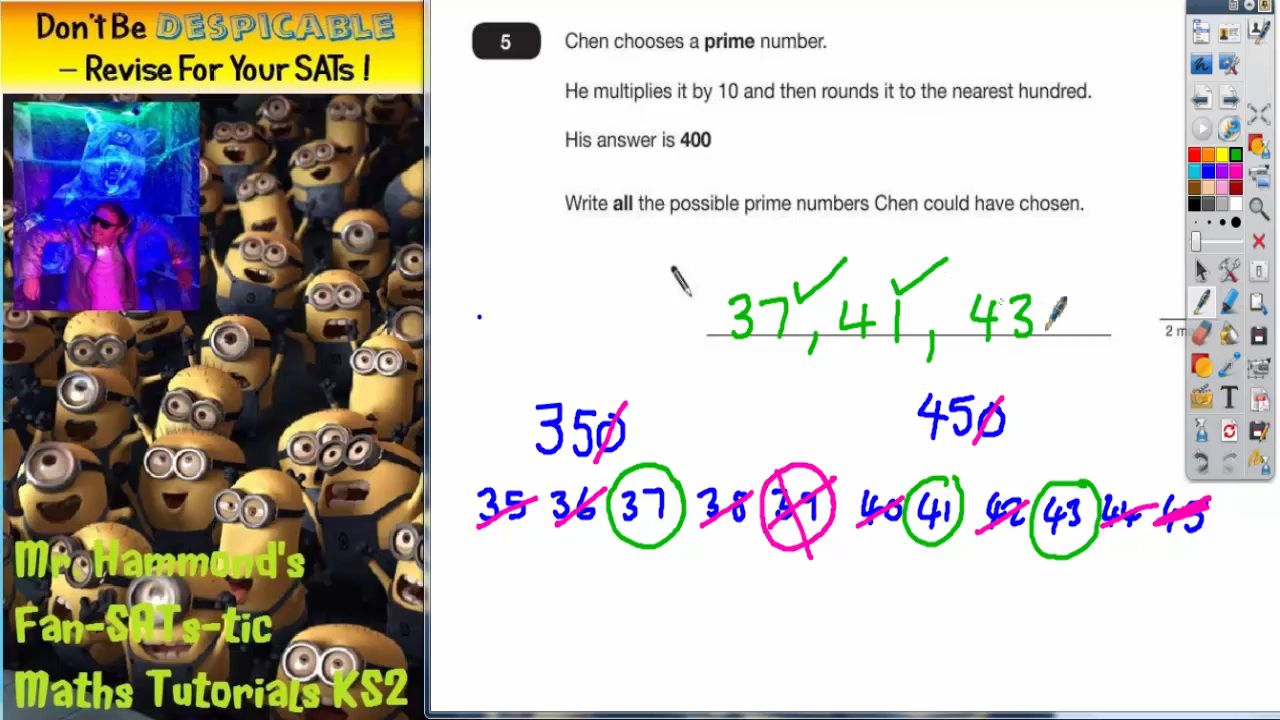 Don't Be DESPICABLE
– Revise For Your SATs !
Mr. Hammond's
Fan-SATs-tic
Maths Tutorials KS2
5
Chen chooses a prime number.
He multiplies it by 10 and then rounds it to the nearest hundred.
His answer is 400
Write all the possible prime numbers Chen could have chosen.
37, 41, 43
2 m
350 450
35 36 37 38 39 40 41 42 43 44 45